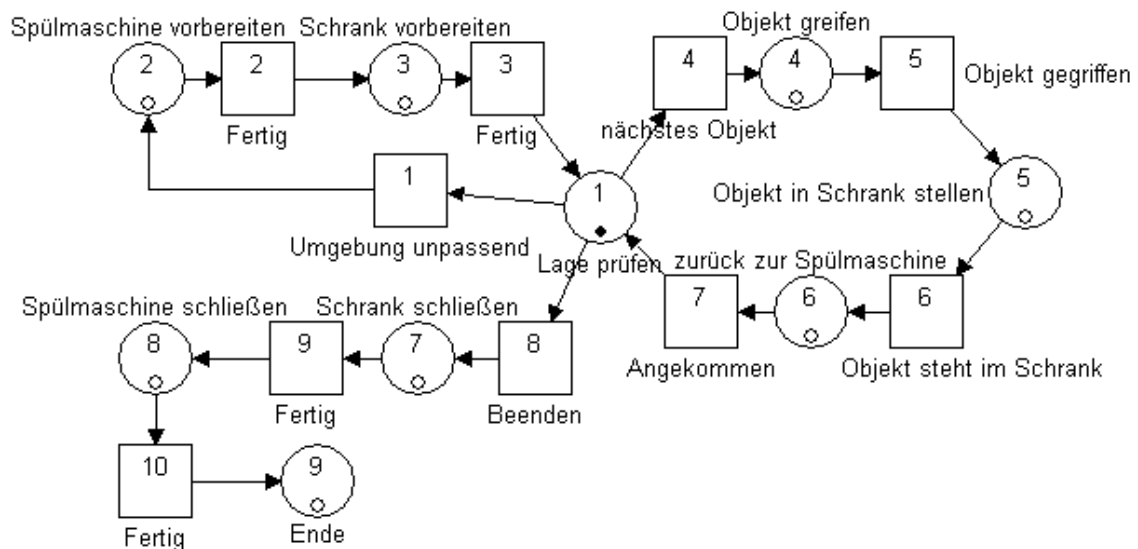 Spülmaschine vorbereiten
Schrank vorbereiten
Objekt greifen
2
2
3
3
4
4
5
Objekt gegriffen
Fertig
Fertig
nächstes Objekt
1
1
5
Objekt in Schrank stellen
Umgebung unpassend
Lage prüfen
zurück zur Spülmaschine
Spülmaschine schließen
Schrank schließen
8
9
7
8
7
6
6
Fertig
Beenden
Angekommen
Objekt steht im Schrank
10
9
Fertig
Ende